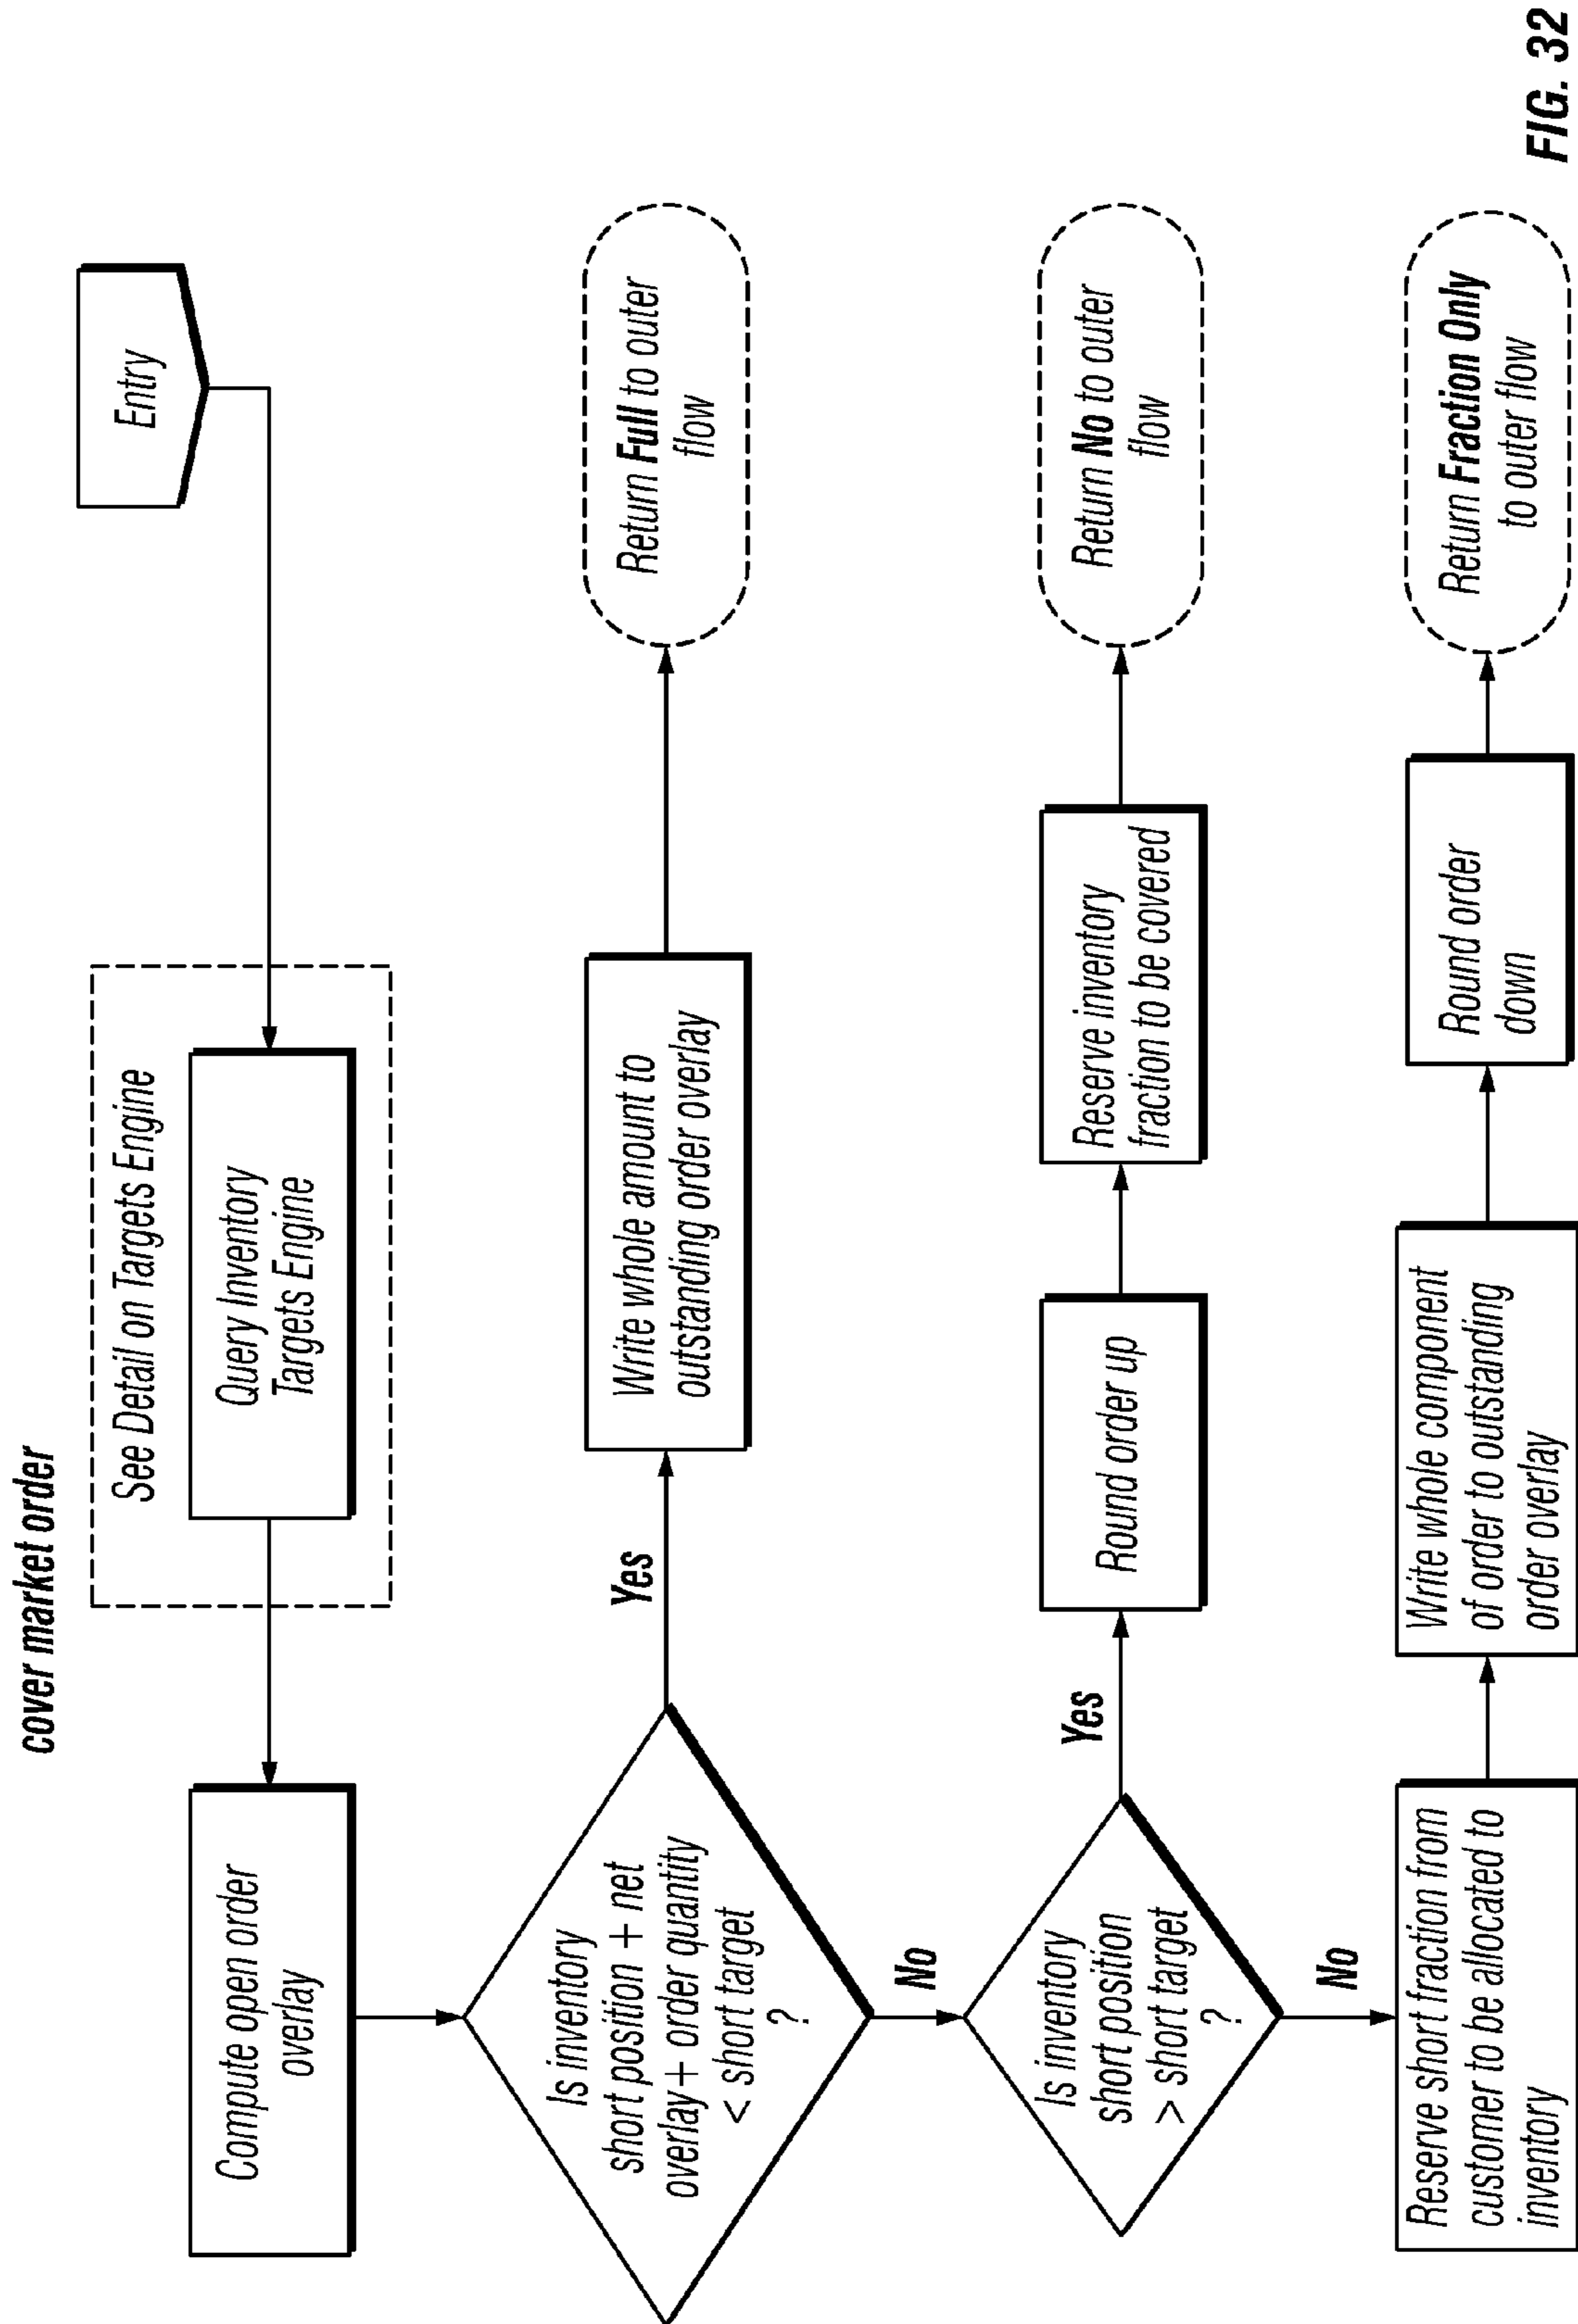 cover market order
Entry
See Detail on Targets Engine
Query Inventory
Targets Engine
Compute open order
overlay
Is inventory
short position + net
overlay+ order quantity
< short target
?
Yes
Write whole amount to
outstanding order overlay
Return Full to outer
flow
No
Is inventory
short position
> short target
?
Yes
Round order up
Reserve inventory
fraction to be covered
Return No to outer
flow
No
Reserve short fraction from
customer to be allocated to
inventory
Write whole component
of order to outstanding
order overlay
Round order
down
Return Fraction Only
to outer flow
FIG. 32